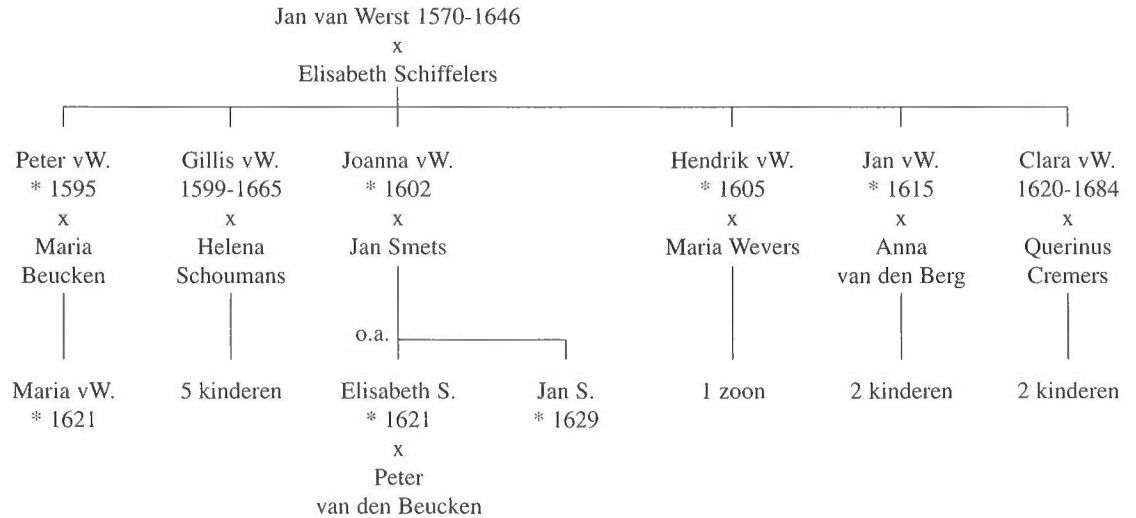 Jan van Werst 1570-1646
x
Elisabeth Schiffelers
Peter vW. Gillis vW. Joanna vW. Hendrik vW. Jan vW. Clara vW.
* 1595 1599-1665 * 1602 * 1605 * 1615 1620-1684
x x x x x x
Maria Helena Jan Smets Maria Wevers Anna Querinus
Beucken Schoumans van den Berg Cremers
o.a.
Maria vW. 5 kinderen Elisabeth S. Jan S. 1 zoon 2 kinderen 2 kinderen
* 1621 * 1621 * 1629
x
Peter
van den Beucken